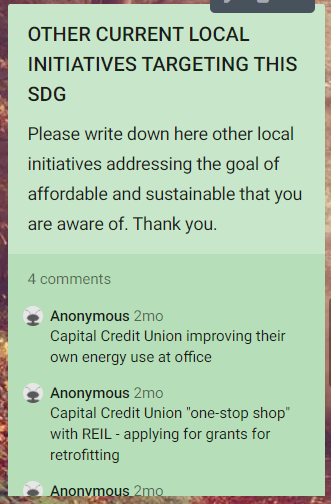 OTHER CURRENT LOCAL
INITIATIVES TARGETING THIS
SDG
Please write down here other local
initiatives addressing the goal of
affordable and sustainable that you
are aware of. Thank you.
4 comments
Anonymous 2mo
Capital Credit Union improving their
own energy use at office
Anonymous 2mo
Capital Credit Union "one-stop shop"
with REIL - applying for grants for
retrofitting
Anonymous 2mo